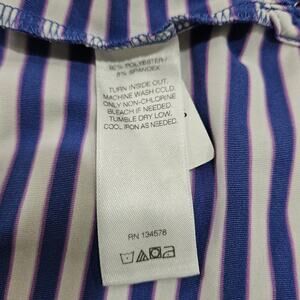 92% POLYESTER /
8% SPANDEX
TURN INSIDE OUT.
MACHINE WASH COLD.
ONLY NON-CHLORINE
BLEACH IF NEEDED.
TUMBLE DRY LOW.
COOL IRON AS NEEDED.
RN 134578